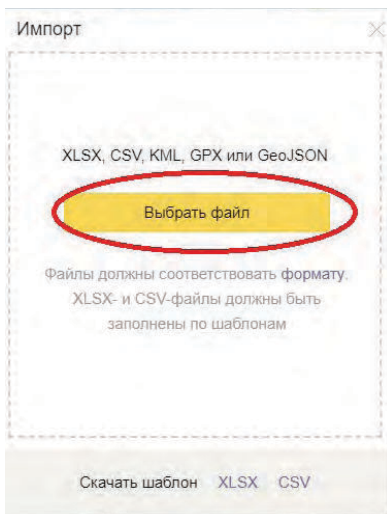 Импорт
XLSX, CSV, KML, GPX или GeoJSON
Выбрать файл
Файлы должны соответствовать формату.
XLSX- и CSV-файлы должны быть
заполнены по шаблонам
Скачать шаблон XLSX CSV